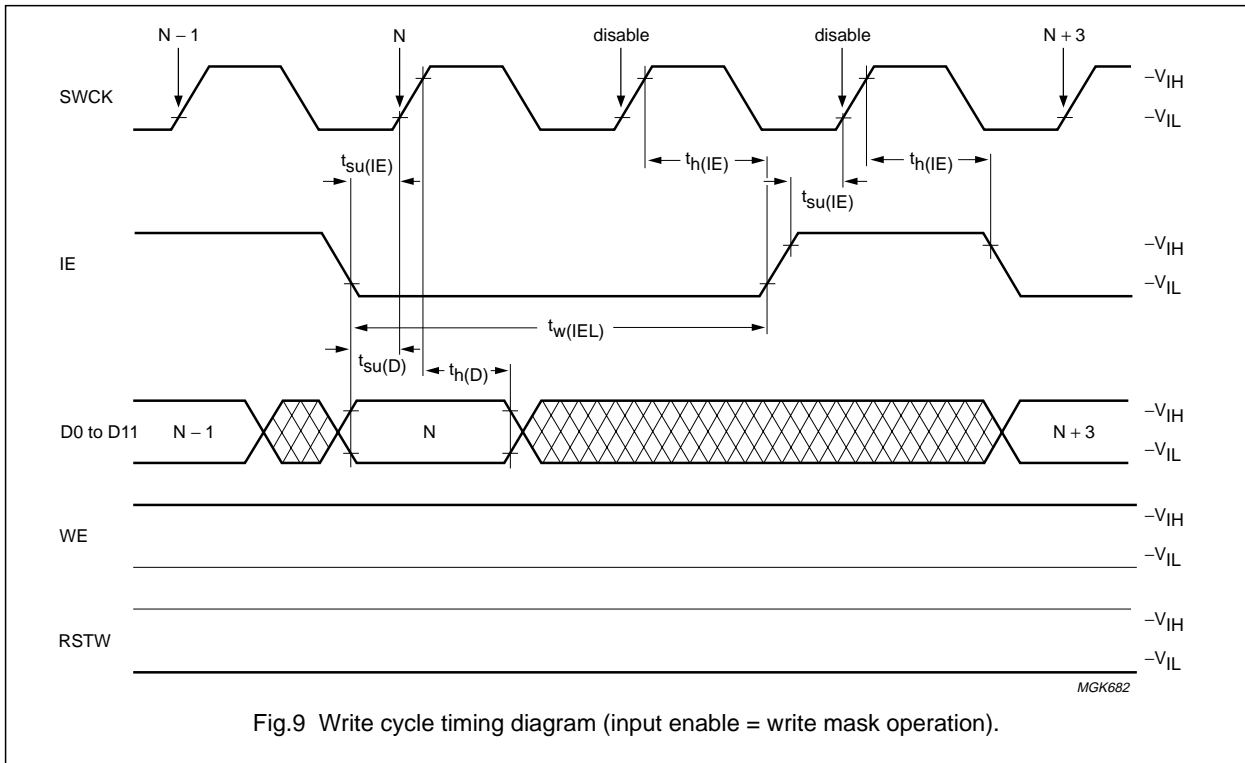 N – 1 N disable disable N + 3
SWCK
–VIH
–VIL
tsu(IE)
th(IE)
th(IE)
tsu(IE)
IE
–VIH
–VIL
tw(IEL)
tsu(D)
th(D)
D0 to D11
N – 1 N N + 3
–VIH
–VIL
WE
–VIH
–VIL
RSTW
–VIH
–VIL
MGK682
Fig.9 Write cycle timing diagram (input enable = write mask operation).